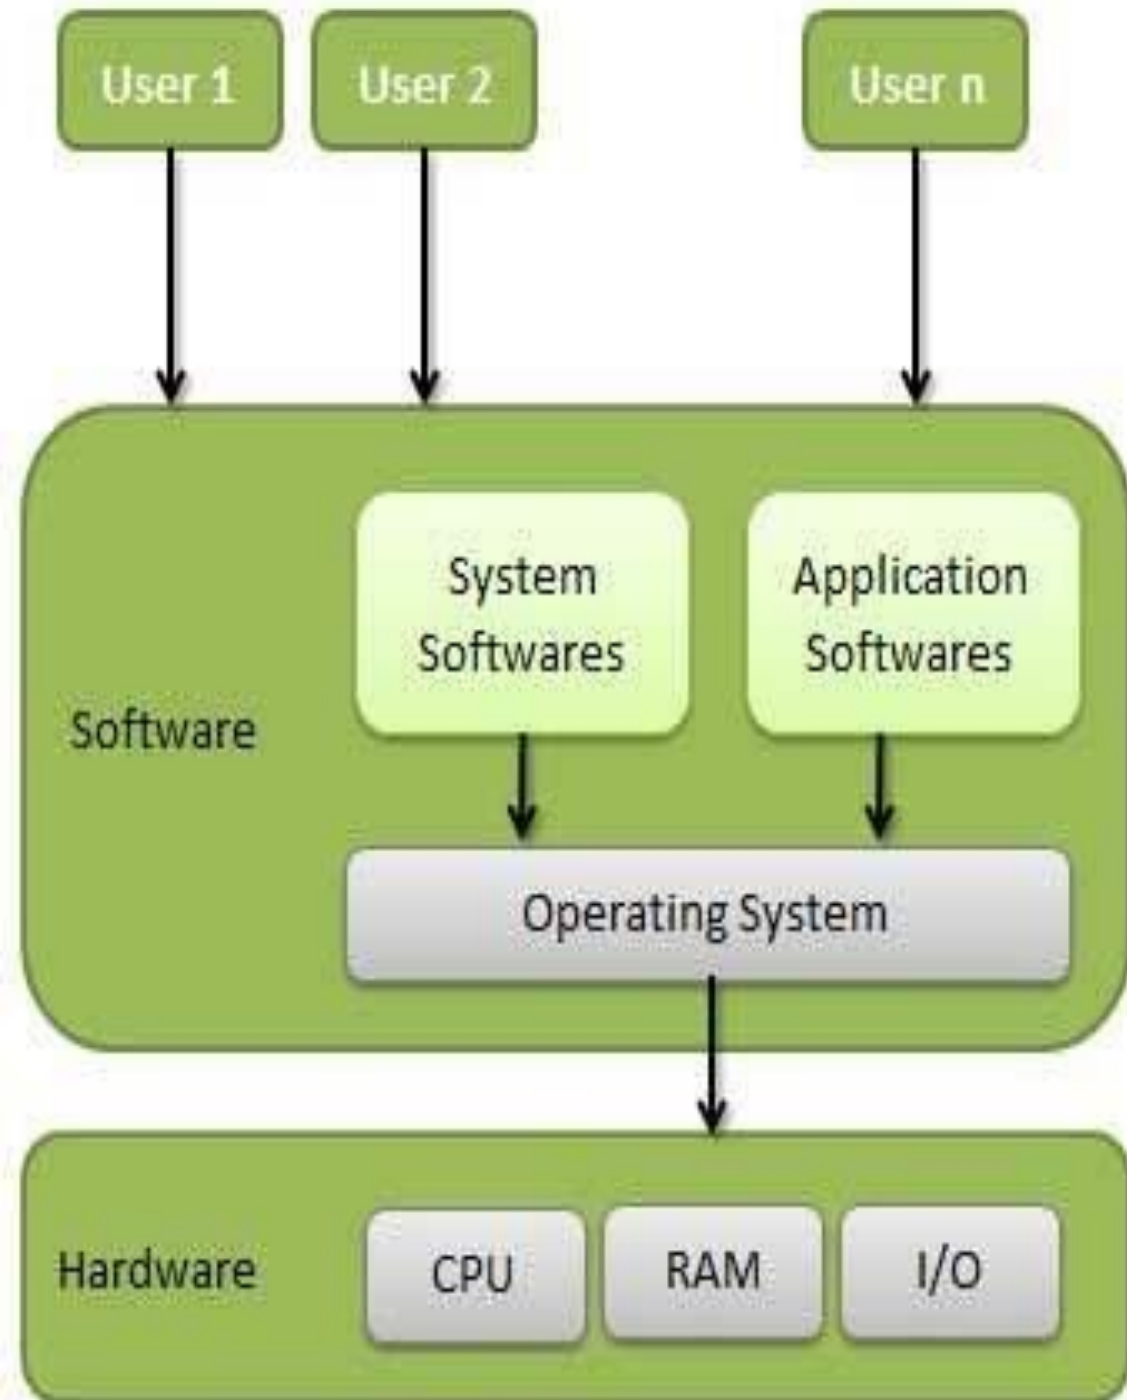 User 1
User 2
User n
System
Softwares
Application
Softwares
Software
Operating System
Hardware
CPU
RAM
I/O